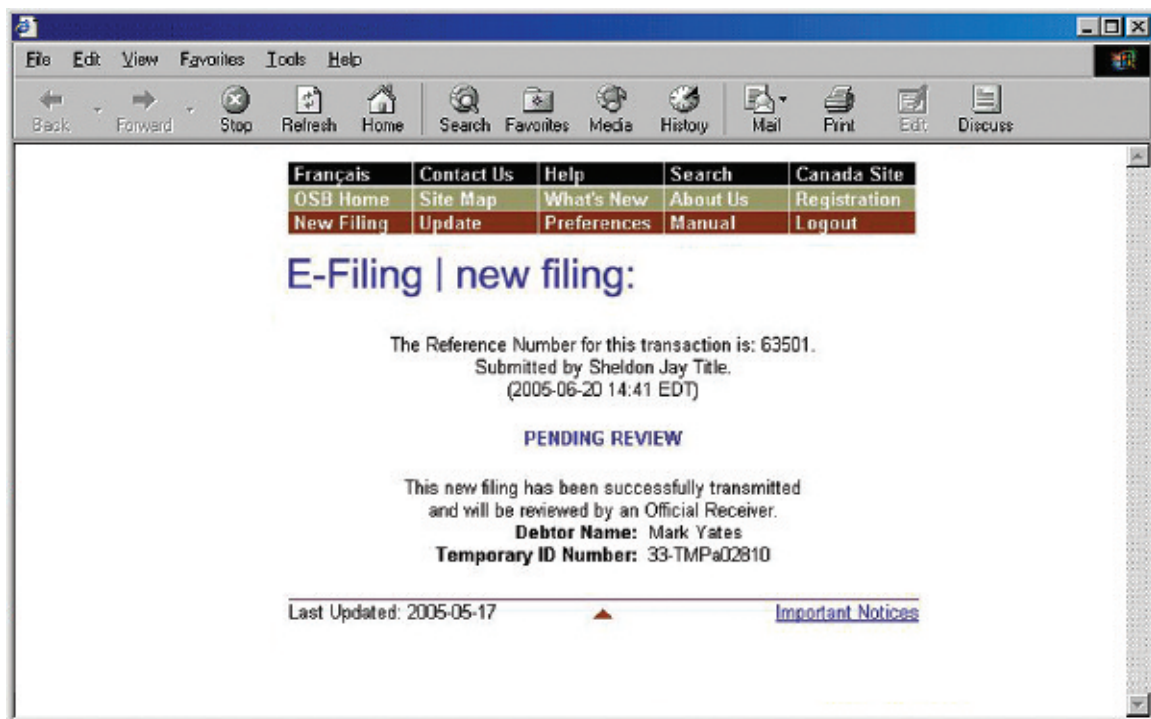 File Edit View Favorites Tools Help
Back Forward Stop Refresh Home Search Favorites Media History Mail Print Edit Discuss
Français Contact Us Help Search Canada Site
OSB Home Site Map What's New About Us Registration
New Filing Update Preferences Manual Logout
E-Filing | new filing:
The Reference Number for this transaction is: 63501.
Submitted by Sheldon Jay Title.
(2005-06-20 14:41 EDT)
PENDING REVIEW
This new filing has been successfully transmitted
and will be reviewed by an Official Receiver.
Debtor Name: Mark Yates
Temporary ID Number: 33-TMPa02810
Last Updated: 2005-05-17 Important Notices